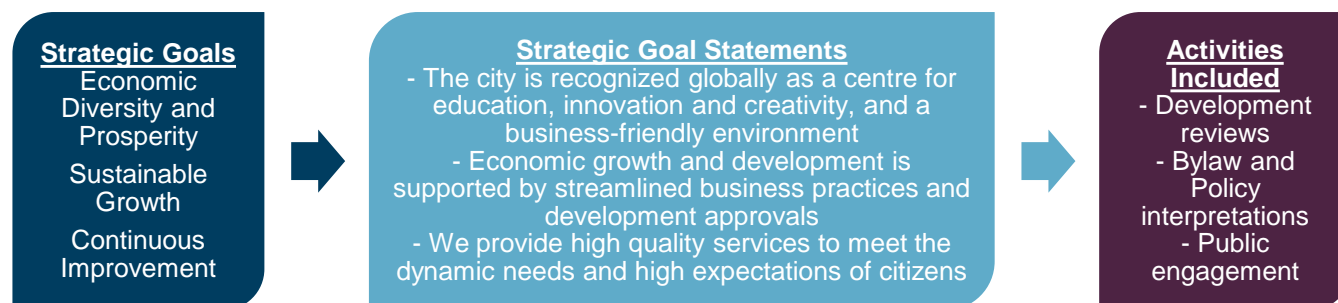 Strategic Goals
Economic
Diversity and
Prosperity
Sustainable
Growth
Continuous
Improvement
Strategic Goal Statements
- The city is recognized globally as a centre for
education, innovation and creativity, and a
business-friendly environment
- Economic growth and development is
supported by streamlined business practices and
development approvals
- We provide high quality services to meet the
dynamic needs and high expectations of citizens
Activities
Included
- Development
reviews
- Bylaw and
Policy
interpretations
- Public
engagement